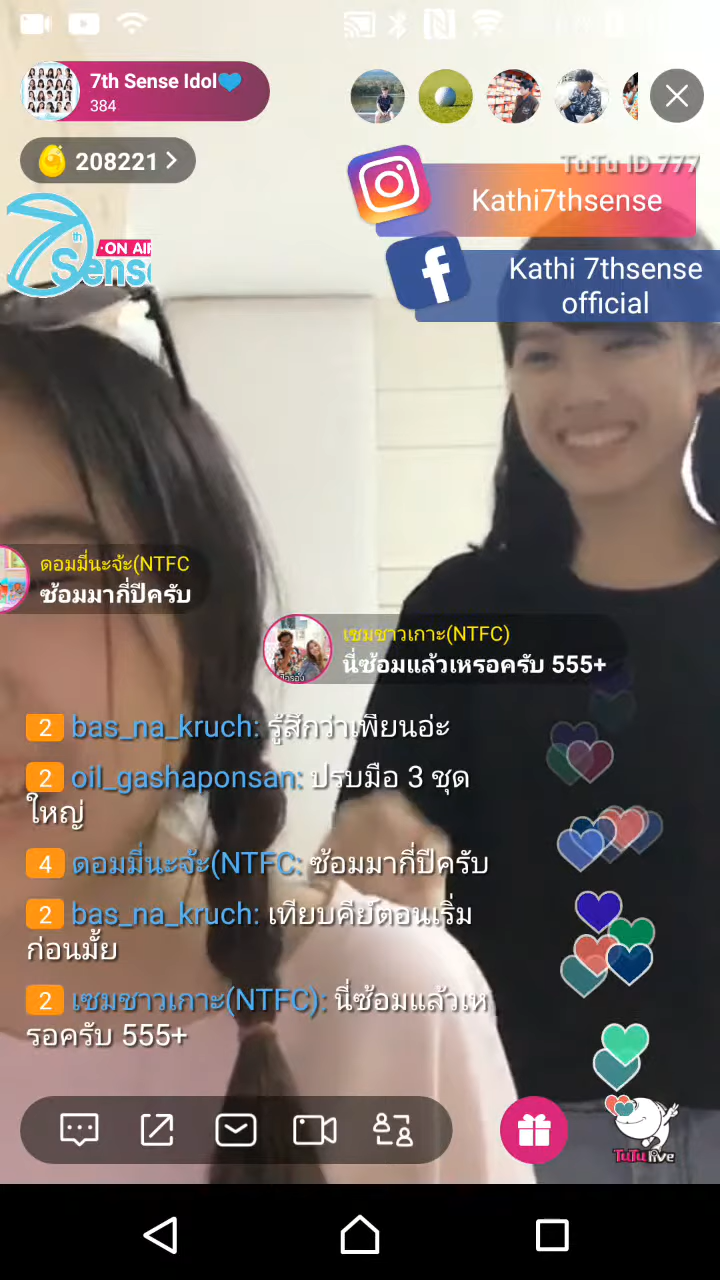 7th Sense Idol💙
384
208221
TuTu ID 777
Kathi7thsense
Kathi 7thsense
official
7th
Sense
·ON AIR
ดอมมี่นะจ้ะ(NTFC
ซ้อมมากี่ปีครับ
เซมชาวเกาะ(NTFC)
นี่ซ้อมแล้วเหรอครับ 555+
2 bas_na_kruch: รู้สึกว่าเพี้ยนอ่ะ
2 oil_gashaponsan: ปรบมือ 3 ชุด
ใหญ่
4 ดอมมี่นะจ้ะ(NTFC: ซ้อมมากี่ปีครับ
2 bas_na_kruch: เทียบคีย์ตอนเริ่ม
ก่อนมั้ย
2 เซมชาวเกาะ(NTFC): นี่ซ้อมแล้วเห
รอครับ 555+
TuTu live